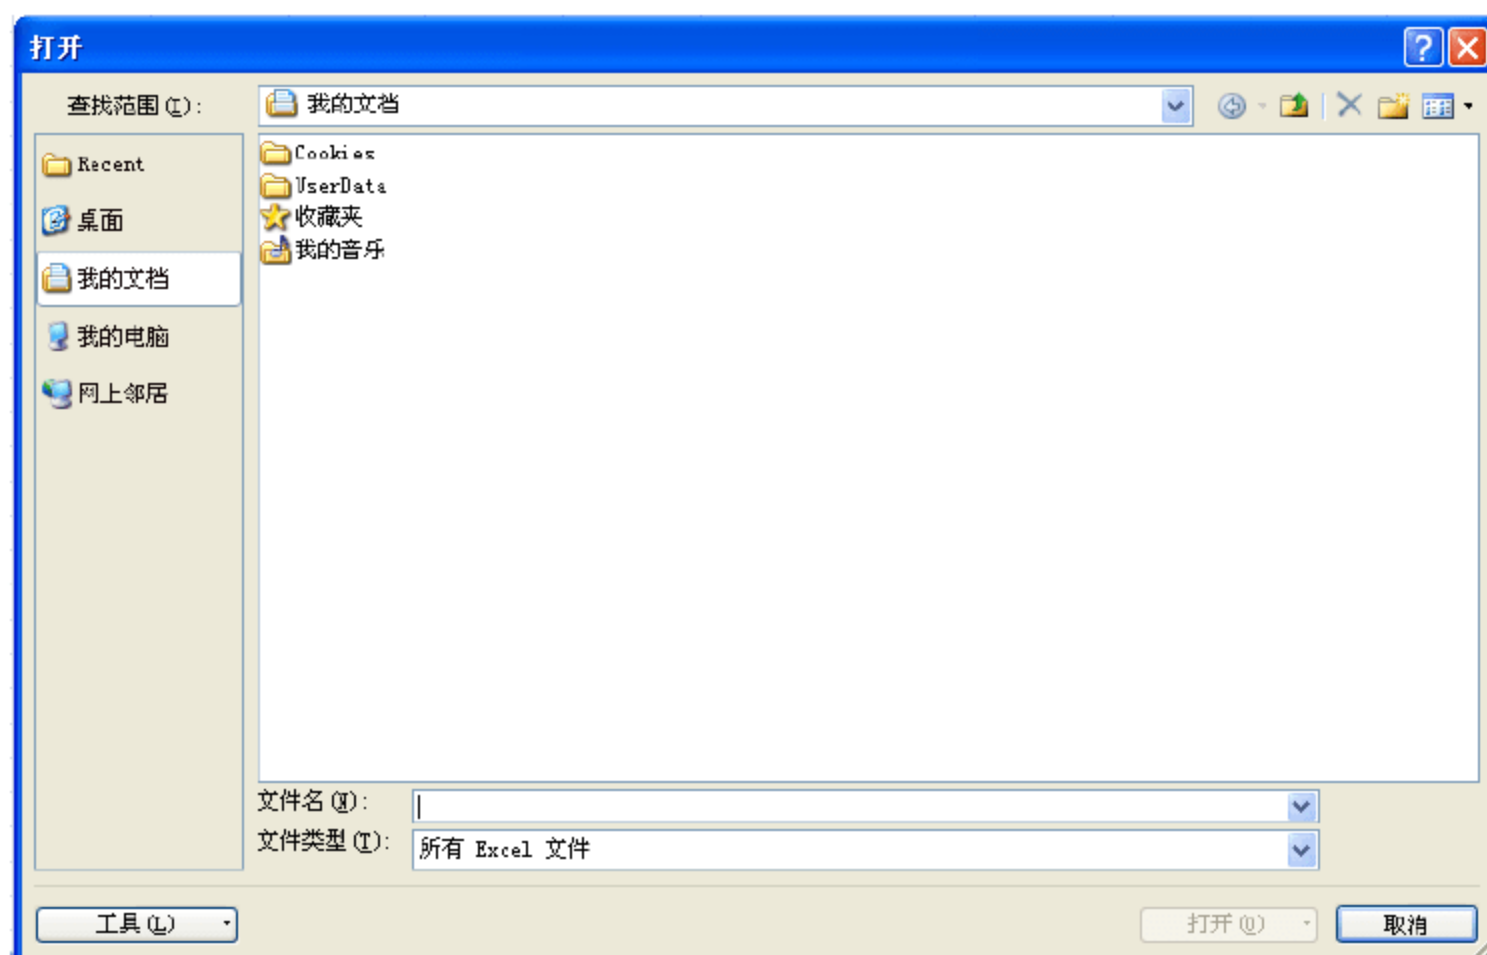 打开
查找范围(I):
我的文档
Recent
桌面
我的文档
我的电脑
网上邻居
Cookies
UserData
收藏夹
我的音乐
文件名(N):
文件类型(T):
所有 Excel 文件
工具(L)
打开(O)
取消